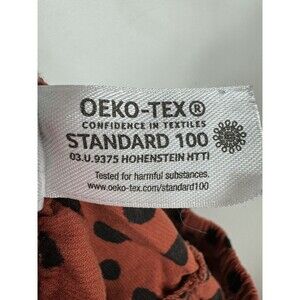 OEKO-TEX®
CONFIDENCE IN TEXTILES
STANDARD 100
03.U.9375 HOHENSTEIN HTTI
Tested for harmful substances.
www.oeko-tex.com/standard100